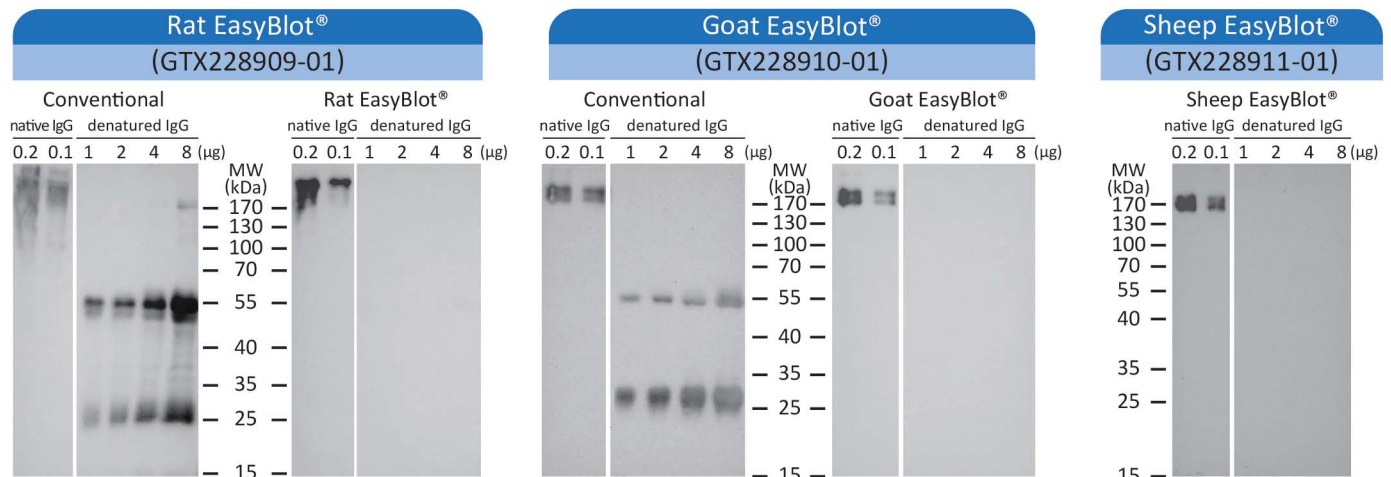 Rat EasyBlot®
(GTX228909-01)
Conventional
Rat EasyBlot®
native IgG denatured IgG
native IgG denatured IgG
0.2 0.1 1 2 4 8 (µg)
0.2 0.1 1 2 4 8 (µg)
MW
(kDa)
170
130
100
70
55
40
35
25
15
Goat EasyBlot®
(GTX228910-01)
Conventional
Goat EasyBlot®
native IgG denatured IgG
native IgG denatured IgG
0.2 0.1 1 2 4 8 (µg)
0.2 0.1 1 2 4 8 (µg)
MW
(kDa)
170
130
100
70
55
40
35
25
15
Sheep EasyBlot®
(GTX228911-01)
Sheep EasyBlot®
native IgG denatured IgG
0.2 0.1 1 2 4 8 (µg)
MW
(kDa)
170
130
100
70
55
40
35
25
15